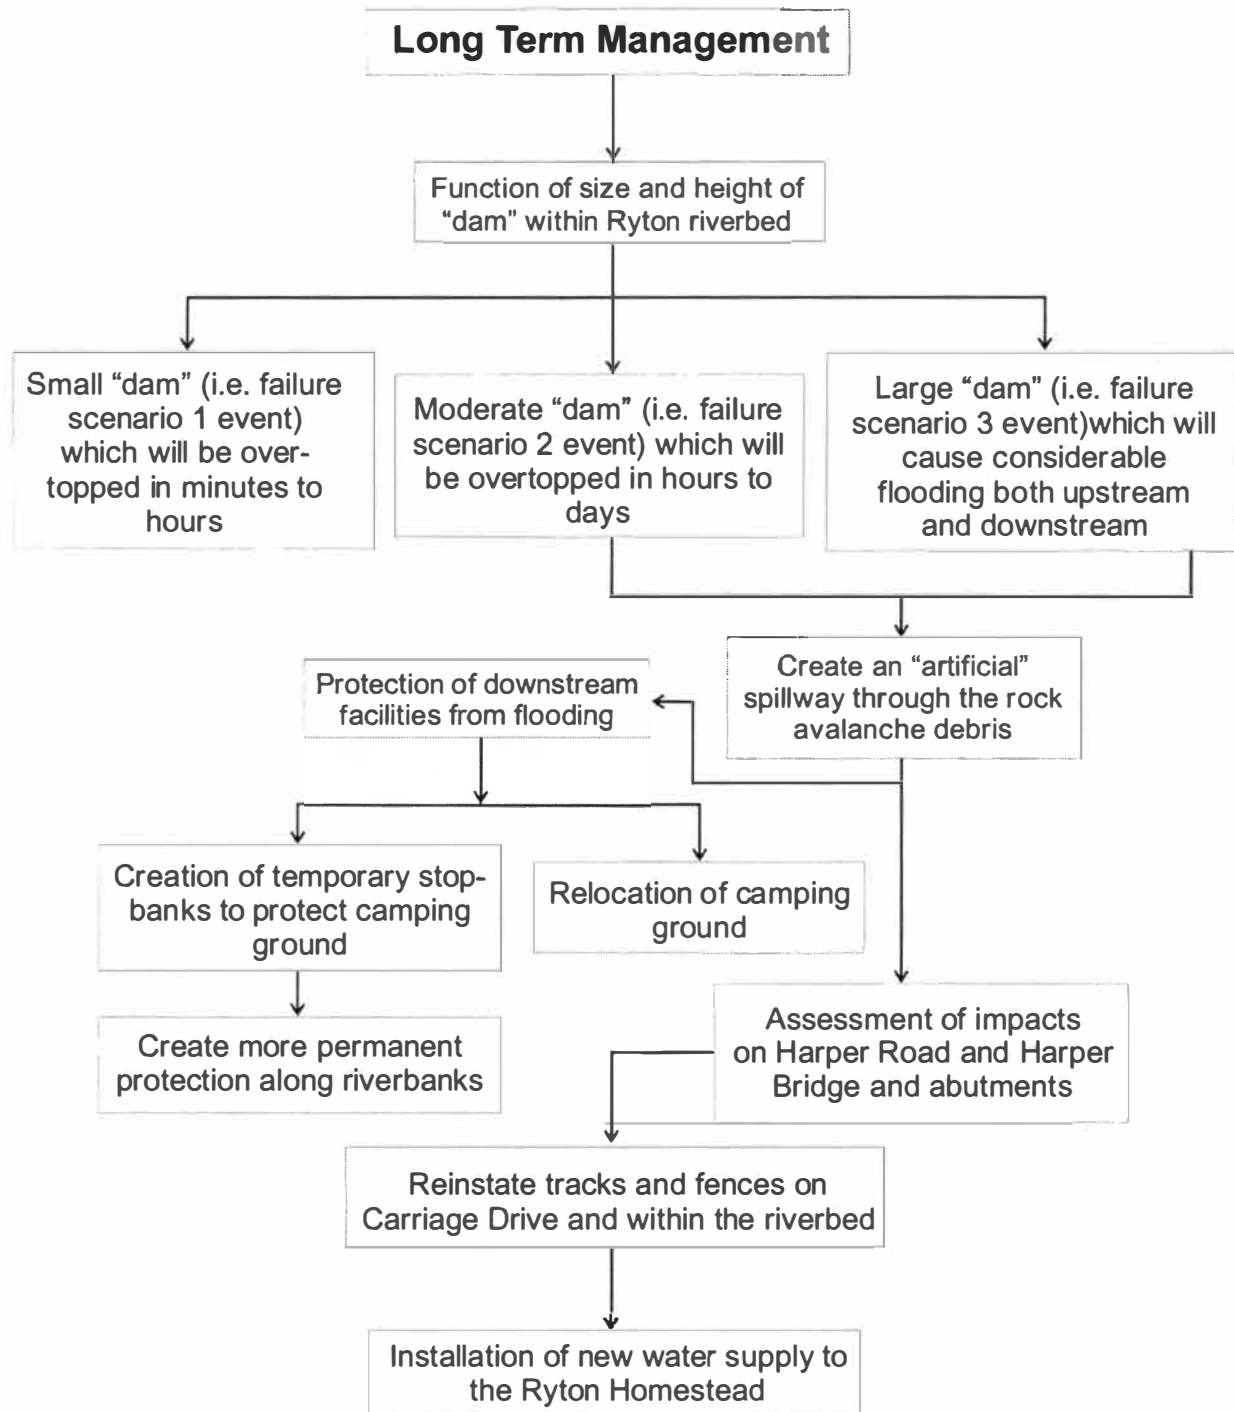 Long Term Management
Function of size and height of
“dam” within Ryton riverbed
Small “dam” (i.e. failure
scenario 1 event)
which will be over-
topped in minutes to
hours
Moderate “dam” (i.e. failure
scenario 2 event) which will
be overtopped in hours to
days
Large “dam” (i.e. failure
scenario 3 event)which will
cause considerable
flooding both upstream
and downstream
Create an “artificial”
spillway through the rock
avalanche debris
Protection of downstream
facilities from flooding
Creation of temporary stop-
banks to protect camping
ground
Relocation of camping
ground
Create more permanent
protection along riverbanks
Assessment of impacts
on Harper Road and Harper
Bridge and abutments
Reinstate tracks and fences on
Carriage Drive and within the riverbed
Installation of new water supply to
the Ryton Homestead